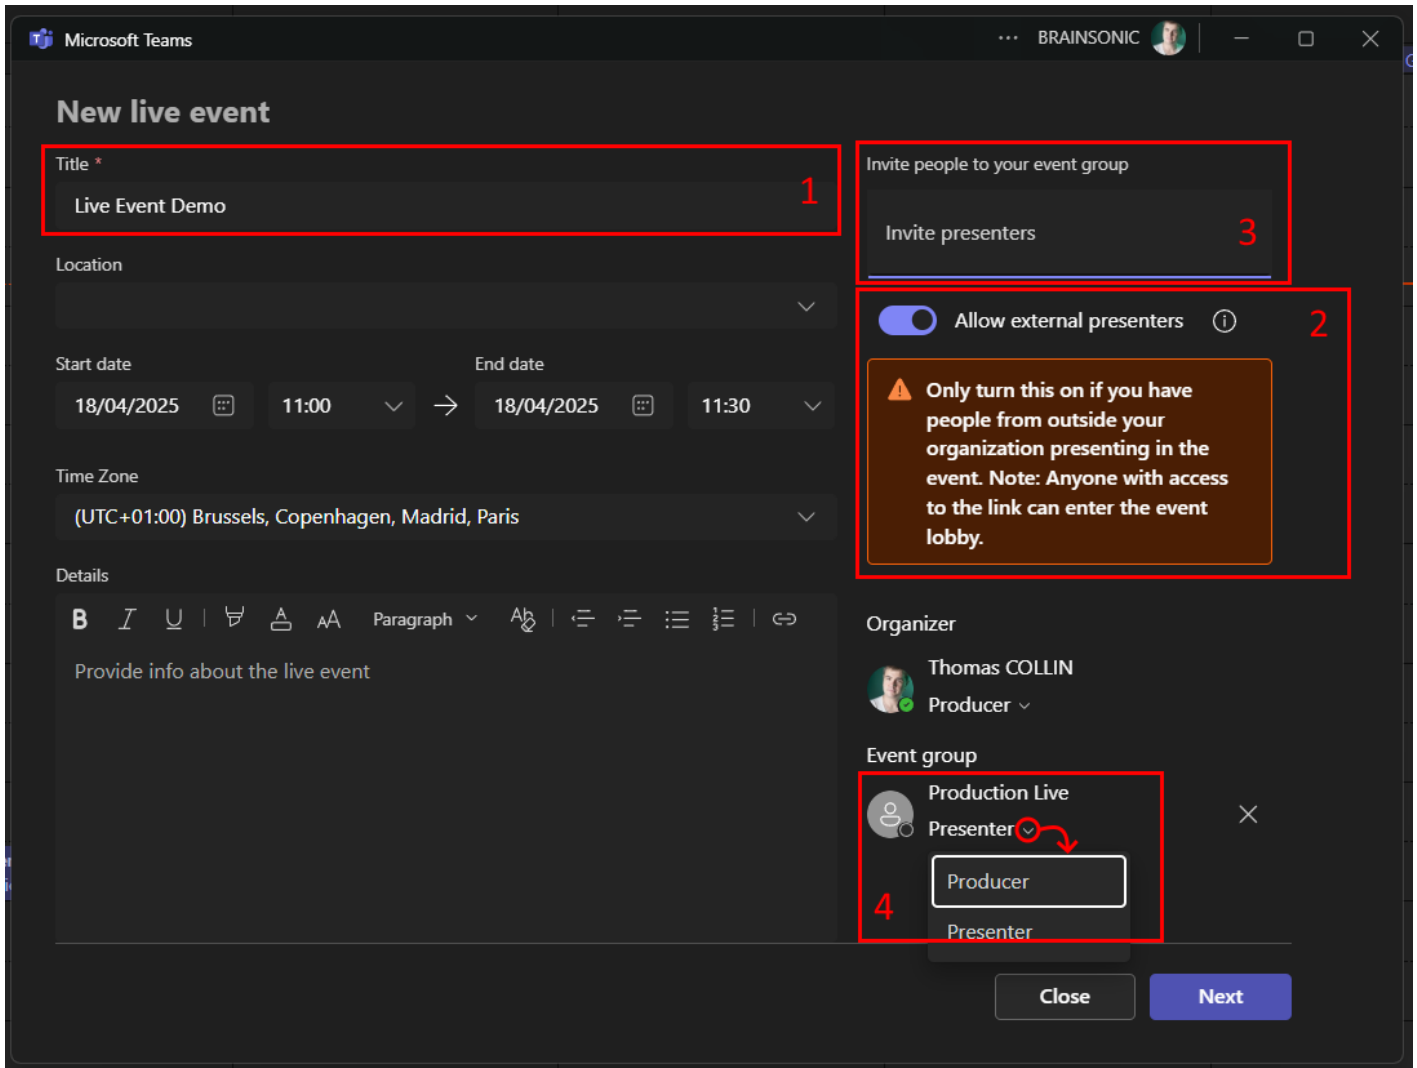 Microsoft Teams
··· BRAINSONIC
New live event
Title *
Live Event Demo
1
Location
Start date
End date
18/04/2025
11:00
18/04/2025
11:30
Time Zone
(UTC+01:00) Brussels, Copenhagen, Madrid, Paris
Details
B I U A AA Paragraph Ab
Provide info about the live event
Invite people to your event group
Invite presenters
3
Allow external presenters
2
Only turn this on if you have
people from outside your
organization presenting in the
event. Note: Anyone with access
to the link can enter the event
lobby.
Organizer
Thomas COLLIN
Producer
Event group
Production Live
Presenter
Producer
4
Presenter
Close
Next